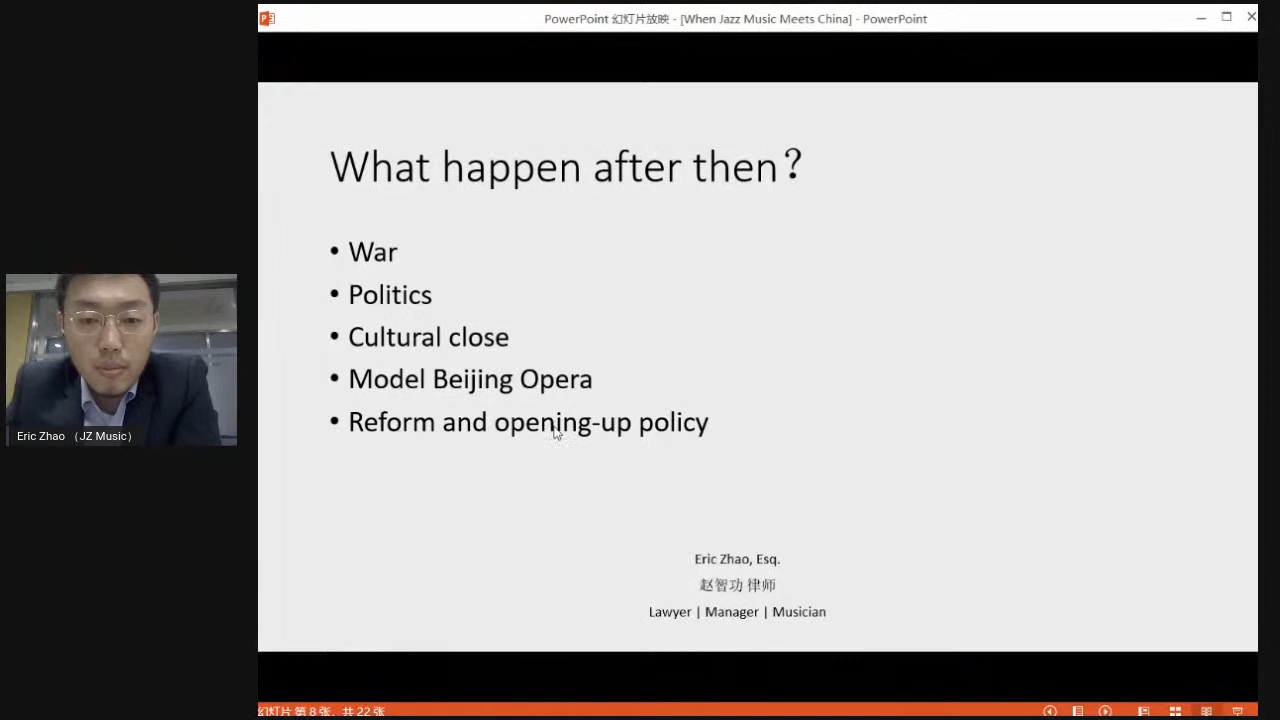 PowerPoint 幻灯片放映 - [When Jazz Music Meets China] - PowerPoint
What happen after then？
• War
• Politics
• Cultural close
• Model Beijing Opera
• Reform and opening-up policy
Eric Zhao （JZ Music）
Eric Zhao, Esq.
赵智功 律师
Lawyer | Manager | Musician
幻灯片 第 8 张，共 22 张